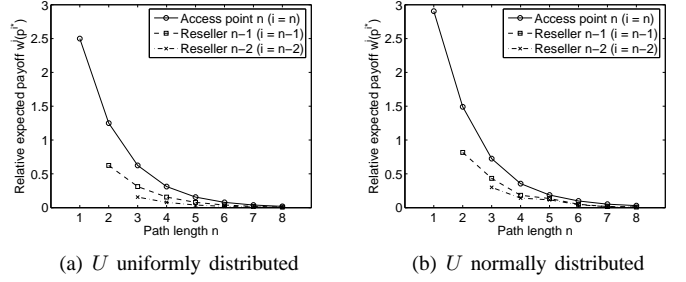 Relative expected payoff w^i(p^{i*})
3
2.5
2
1.5
1
0.5
0
Access point n (i = n)
Reseller n−1 (i = n−1)
Reseller n−2 (i = n−2)
1 2 3 4 5 6 7 8
Path length n
(a) U uniformly distributed
Relative expected payoff w^i(p^{i*})
3
2.5
2
1.5
1
0.5
0
Access point n (i = n)
Reseller n−1 (i = n−1)
Reseller n−2 (i = n−2)
1 2 3 4 5 6 7 8
Path length n
(b) U normally distributed